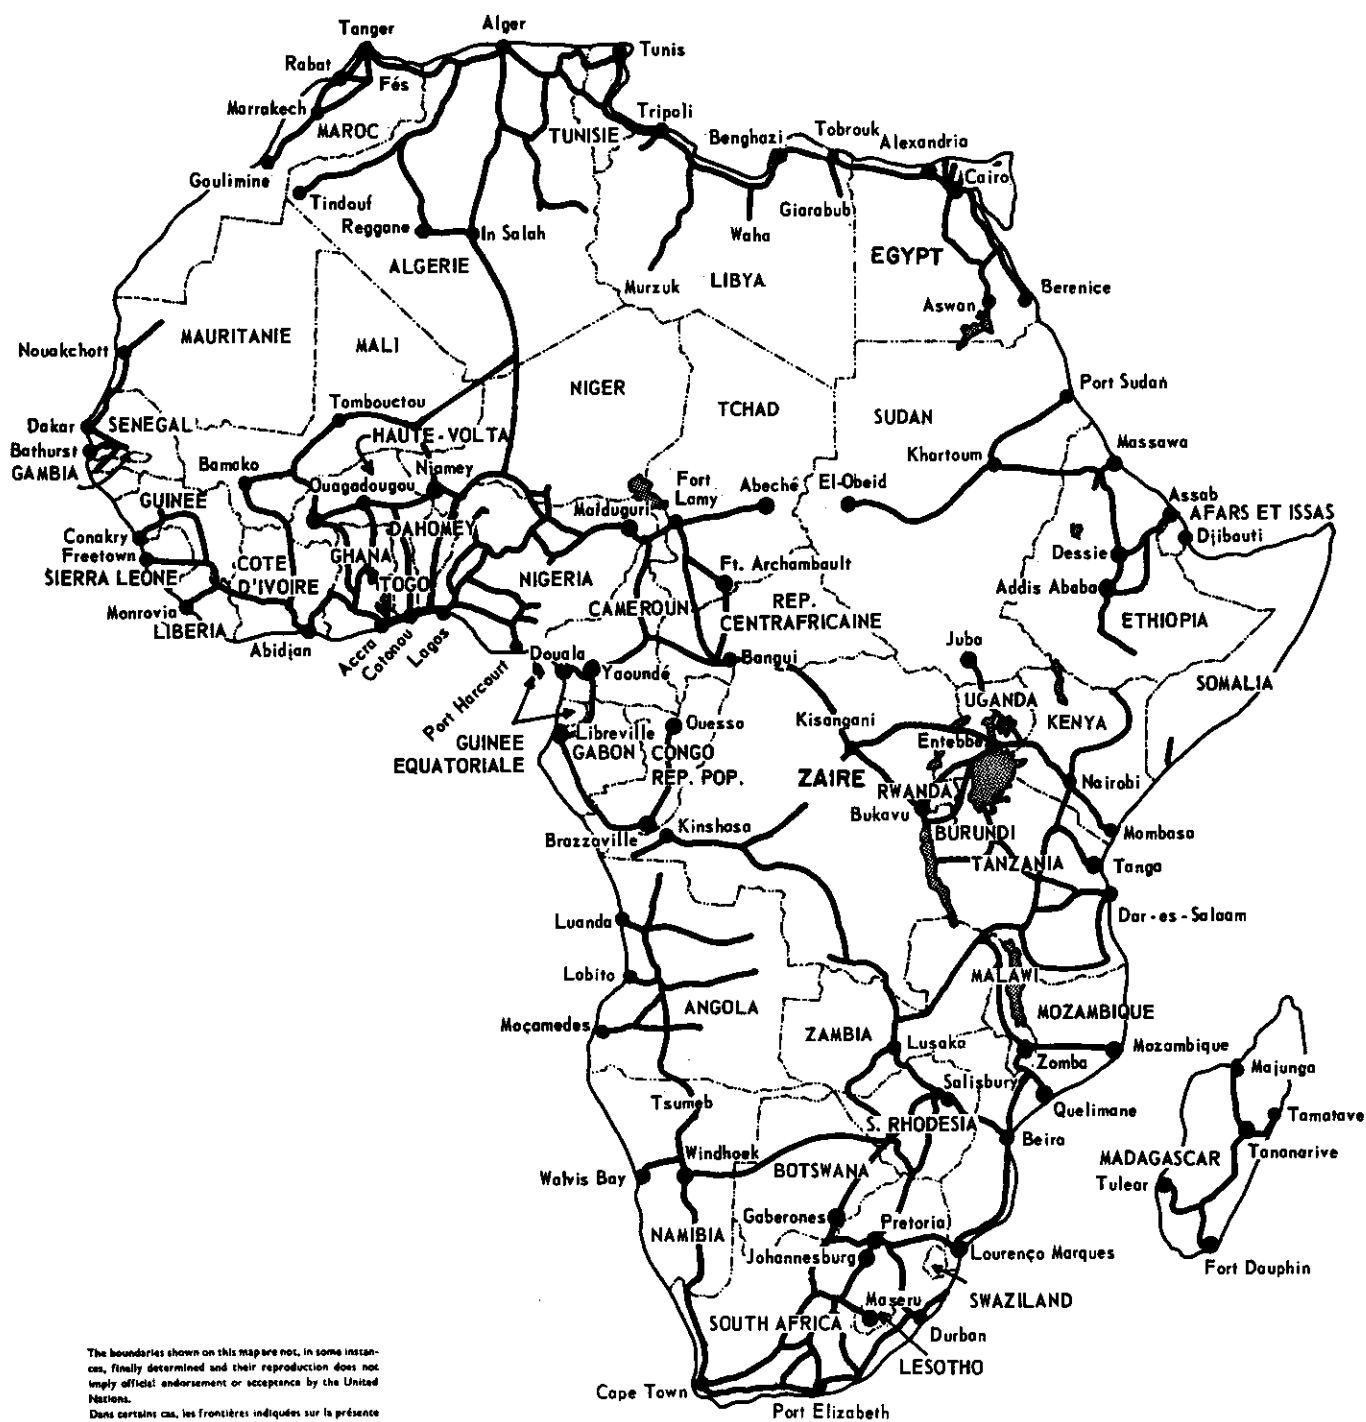 Tanger
Alger
Tunis
Rabat
Fés
Marrakech
MAROC
Tripoli
TUNISIE
Benghazi
Tobrouk
Alexandria
Cairo
Goulimine
Tindouf
Reggane
In Salah
Giarabub
Waha
ALGERIE
EGYPT
Murzuk
LIBYA
Aswan
Berenice
MAURITANIE
MALI
Nouakchott
NIGER
Port Sudan
TCHAD
SUDAN
Tombouctou
Dakar
SENEGAL
HAUTE-VOLTA
Bathurst
GAMBIA
Bamako
Niamey
Khartoum
Massawa
Ouagadougou
Fort
Lamy
Abeché
El-Obeid
GUINEE
Maiduguri
Assab
AFARS ET ISSAS
Djibauti
DAHOMEY
Conakry
Freetown
SIERRA LEONE
COTE
D'IVOIRE
GHANA
TOGO
NIGERIA
Dessie
Ft. Archambault
Addis Ababa
Monrovia
LIBERIA
CAMEROUN
REP.
CENTRAFRICAINE
ETHIOPIA
Abidjan
Accra
Cotonou
Lagos
Port Harcourt
Douala
Yaoundé
Bangui
Juba
SOMALIA
UGANDA
KENYA
Kisangani
Ouesso
Libreville
GABON
GUINEE
EQUATORIALE
CONGO
REP. POP.
Entebbe
ZAIRE
RWANDA
Nairobi
Bukavu
BURUNDI
Mombasa
Brazzaville
Kinshasa
TANZANIA
Tanga
Luanda
Dar-es-Salaam
Lobito
MALAWI
ANGOLA
MOZAMBIQUE
Moçamedes
ZAMBIA
Lusaka
Zomba
Mozambique
Majunga
Salisbury
Tsumeb
Quelimane
Tamatave
S. RHODESIA
Beira
Tananarive
Windhoek
BOTSWANA
MADAGASCAR
Walvis Bay
Tulear
Gaberones
NAMIBIA
Pretoria
Johannesburg
Lourenço Marques
Fort Dauphin
Maseru
SWAZILAND
SOUTH AFRICA
Durban
LESOTHO
Cape Town
Port Elizabeth
The boundaries shown on this map are not, in some instan-
ces, finally determined and their reproduction does not
imply official endorsement or acceptance by the United
Nations.
Dans certains cas, les frontières indiquées sur la présente